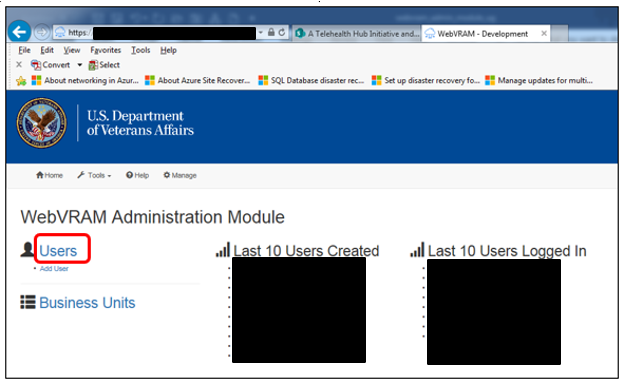 https:/
A Telehealth Hub Initiative and...
WebVRAM - Development
File Edit View Favorites Tools Help
Convert Select
About networking in Azur... About Azure Site Recover... SQL Database disaster rec... Set up disaster recovery fo... Manage updates for multi...
U.S. Department
of Veterans Affairs
Home Tools Help Manage
WebVRAM Administration Module
Users
Add User
Business Units
Last 10 Users Created
Last 10 Users Logged In